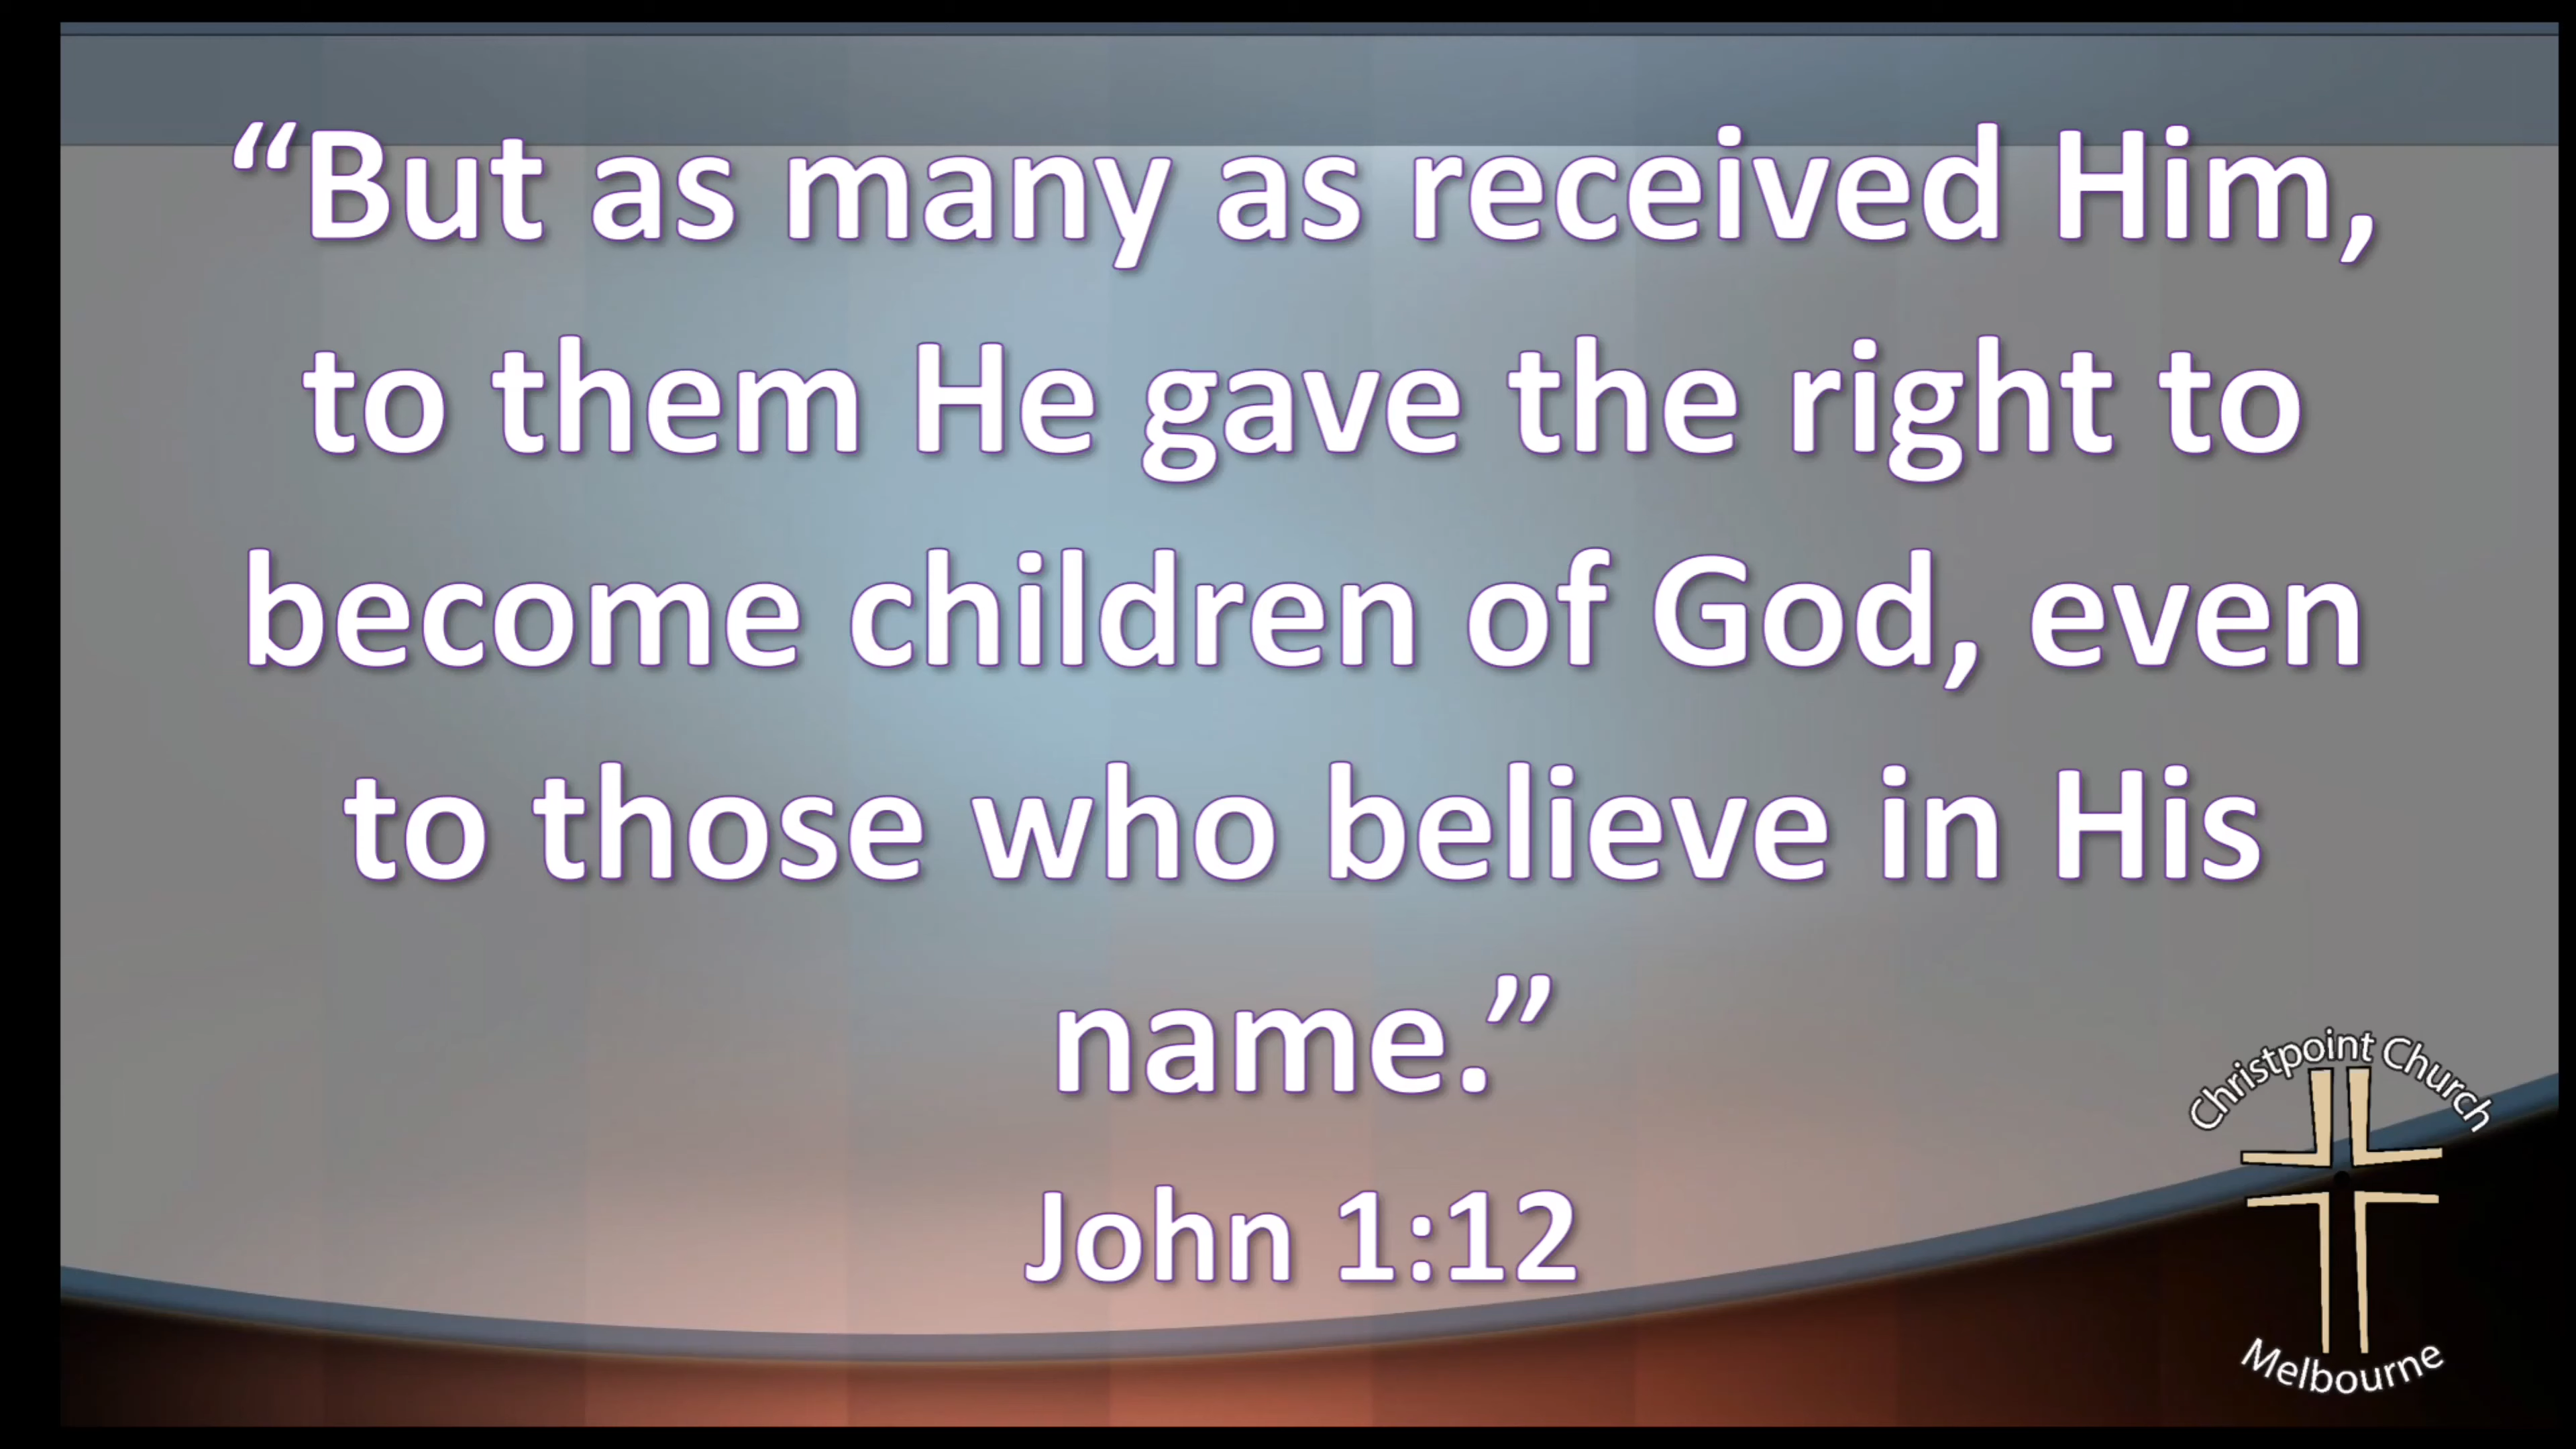 “But as many as received Him,
to them He gave the right to
become children of God, even
to those who believe in His
name.”
John 1:12
Christpoint Church
Melbourne